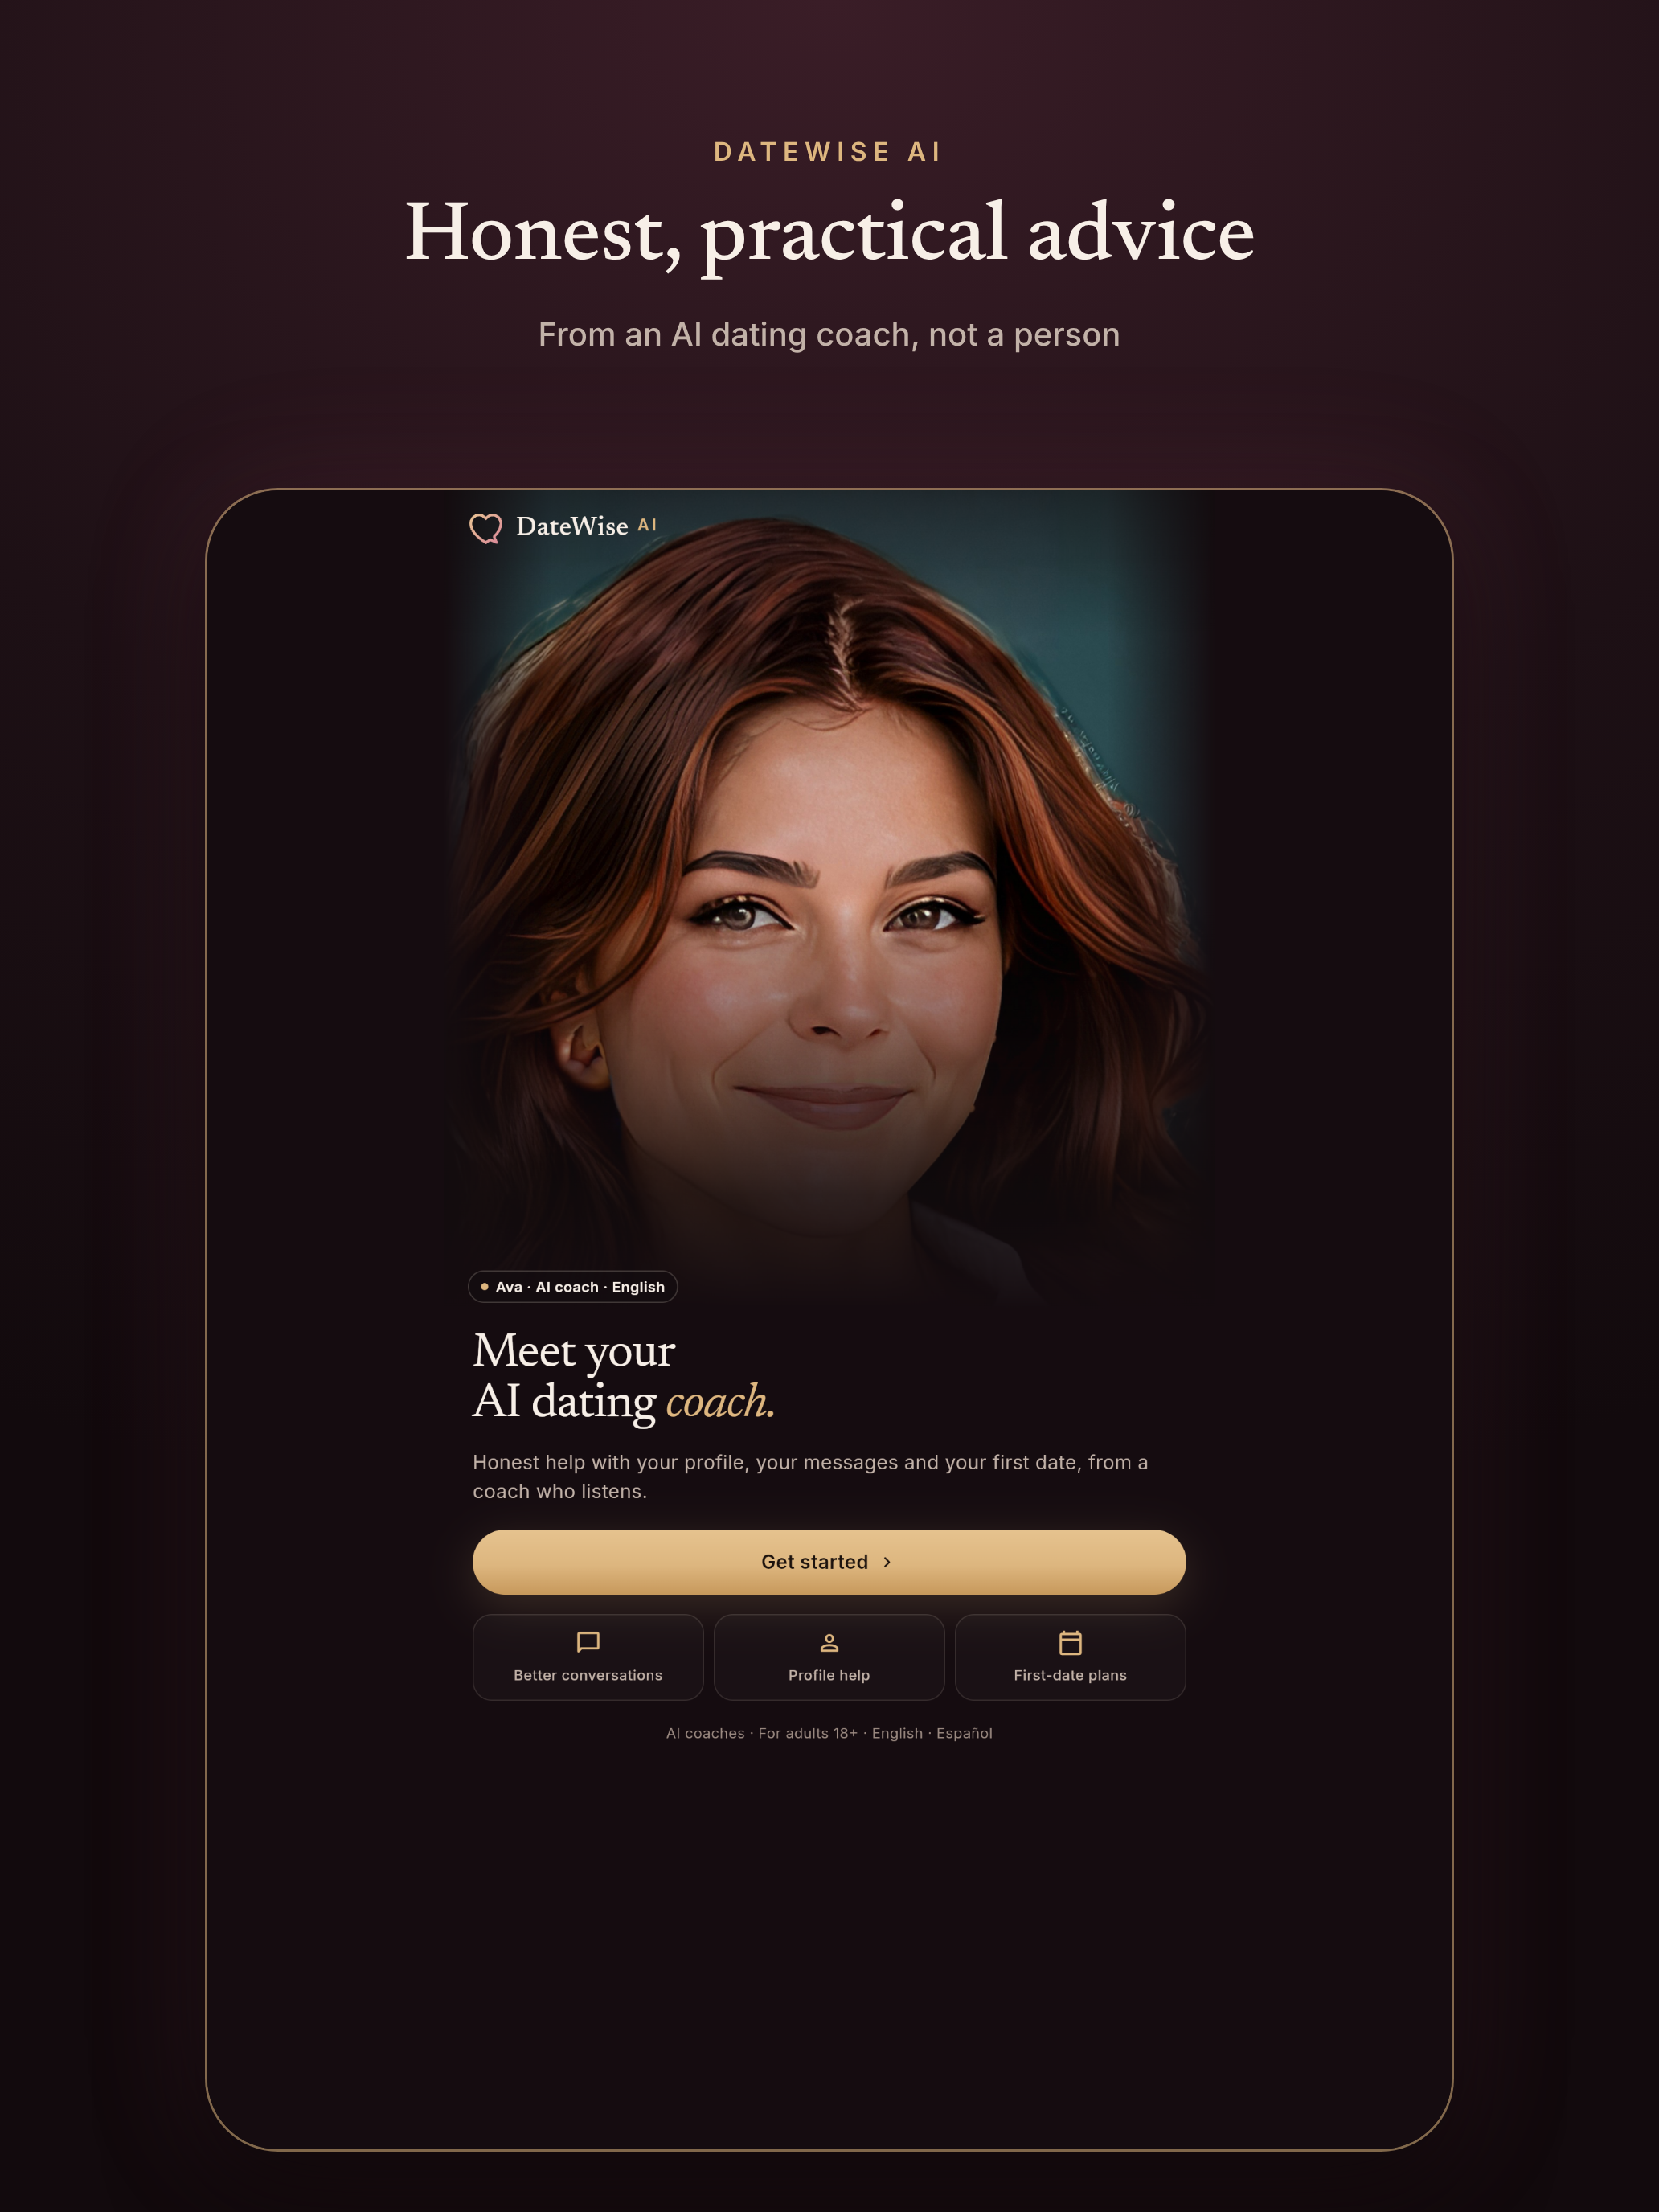 DATEWISE AI
Honest, practical advice
From an AI dating coach, not a person
DateWise AI
Ava · AI coach · English
Meet your
AI dating coach.
Honest help with your profile, your messages and your first date, from a
coach who listens.
Get started
Better conversations
Profile help
First-date plans
AI coaches · For adults 18+ · English · Español